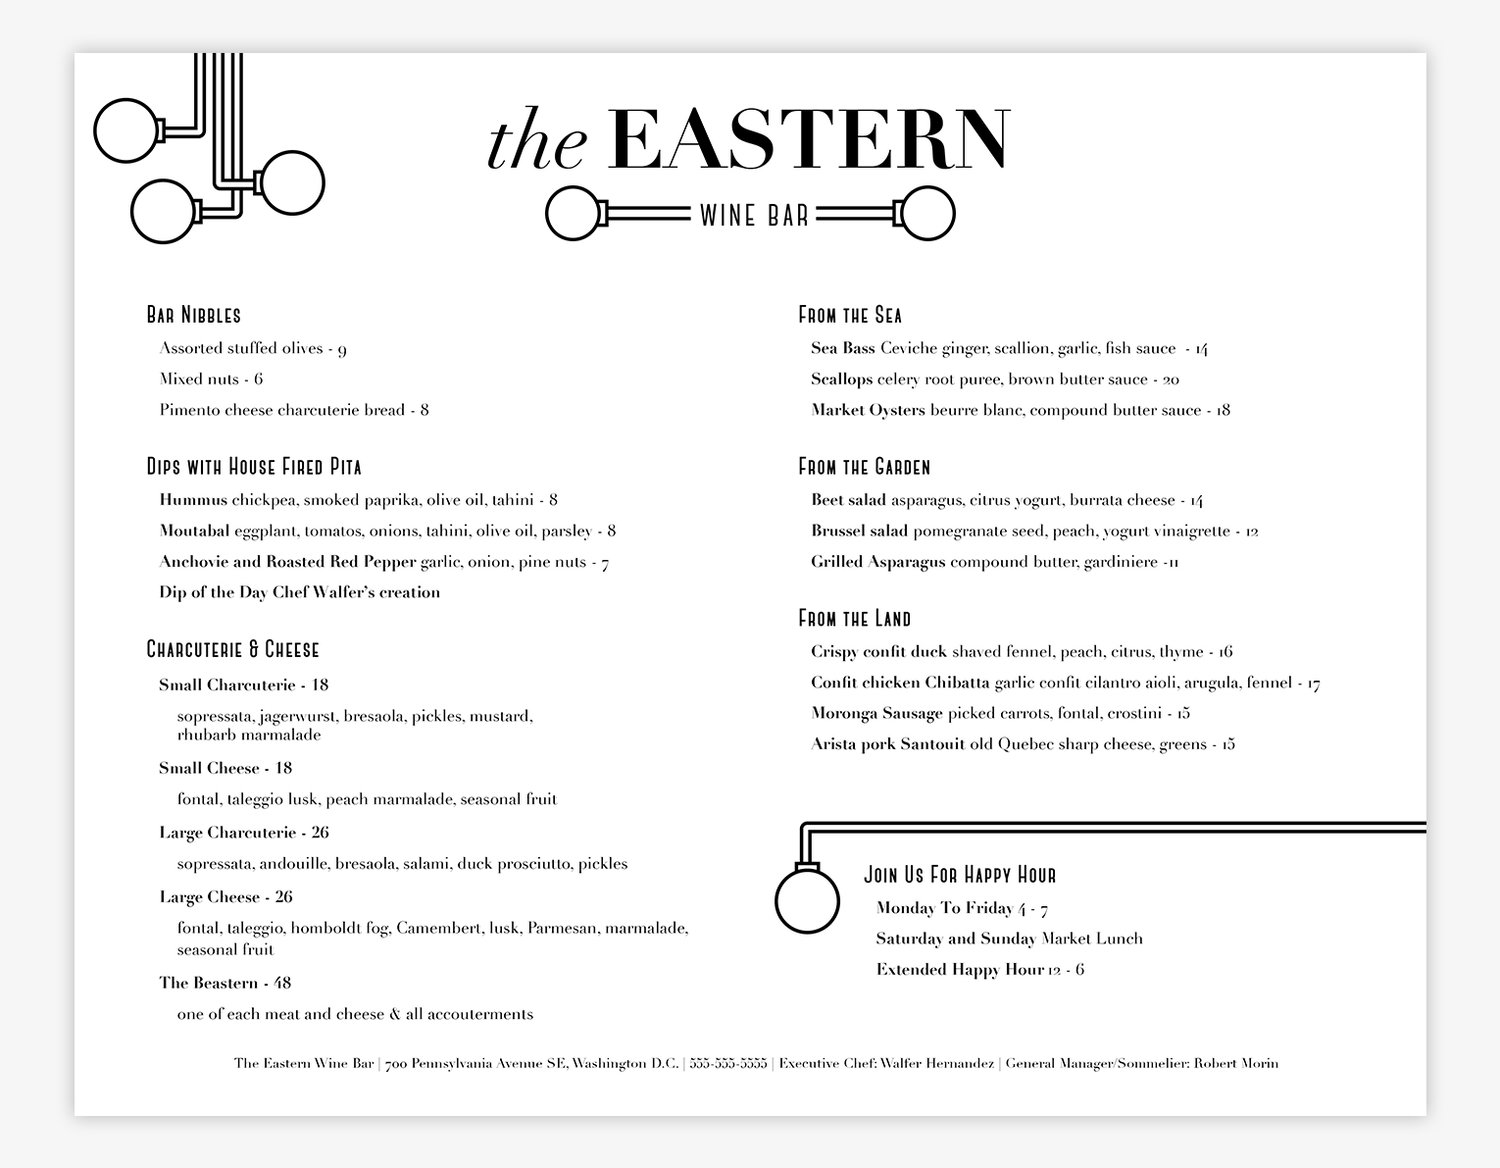 the EASTERN
WINE BAR
Bar Nibbles
Assorted stuffed olives - 9
Mixed nuts - 6
Pimento cheese charcuterie bread - 8
Dips with House Fired Pita
Hummus chickpea, smoked paprika, olive oil, tahini - 8
Moutabal eggplant, tomatos, onions, tahini, olive oil, parsley - 8
Anchovie and Roasted Red Pepper garlic, onion, pine nuts - 7
Dip of the Day Chef Walfer's creation
Charcuterie & Cheese
Small Charcuterie - 18
sopressata, jagerwurst, bresaola, pickles, mustard,
rhubarb marmalade
Small Cheese - 18
fontal, taleggio lusk, peach marmalade, seasonal fruit
Large Charcuterie - 26
sopressata, andouille, bresaola, salami, duck prosciutto, pickles
Large Cheese - 26
fontal, taleggio, homboldt fog, Camembert, lusk, Parmesan, marmalade,
seasonal fruit
The Beastern - 48
one of each meat and cheese & all accouterments
From the Sea
Sea Bass Ceviche ginger, scallion, garlic, fish sauce  - 14
Scallops celery root puree, brown butter sauce - 20
Market Oysters beurre blanc, compound butter sauce - 18
From the Garden
Beet salad asparagus, citrus yogurt, burrata cheese - 14
Brussel salad pomegranate seed, peach, yogurt vinaigrette - 12
Grilled Asparagus compound butter, gardiniere -11
From the Land
Crispy confit duck shaved fennel, peach, citrus, thyme - 16
Confit chicken Chibatta garlic confit cilantro aioli, arugula, fennel - 17
Moronga Sausage picked carrots, fontal, crostini - 15
Arista pork Santouit old Quebec sharp cheese, greens - 15
Join Us For Happy Hour
Monday To Friday 4 - 7
Saturday and Sunday Market Lunch
Extended Happy Hour 12 - 6
The Eastern Wine Bar | 700 Pennsylvania Avenue SE, Washington D.C. | 555-555-5555 | Executive Chef: Walfer Hernandez | General Manager/Sommelier: Robert Morin